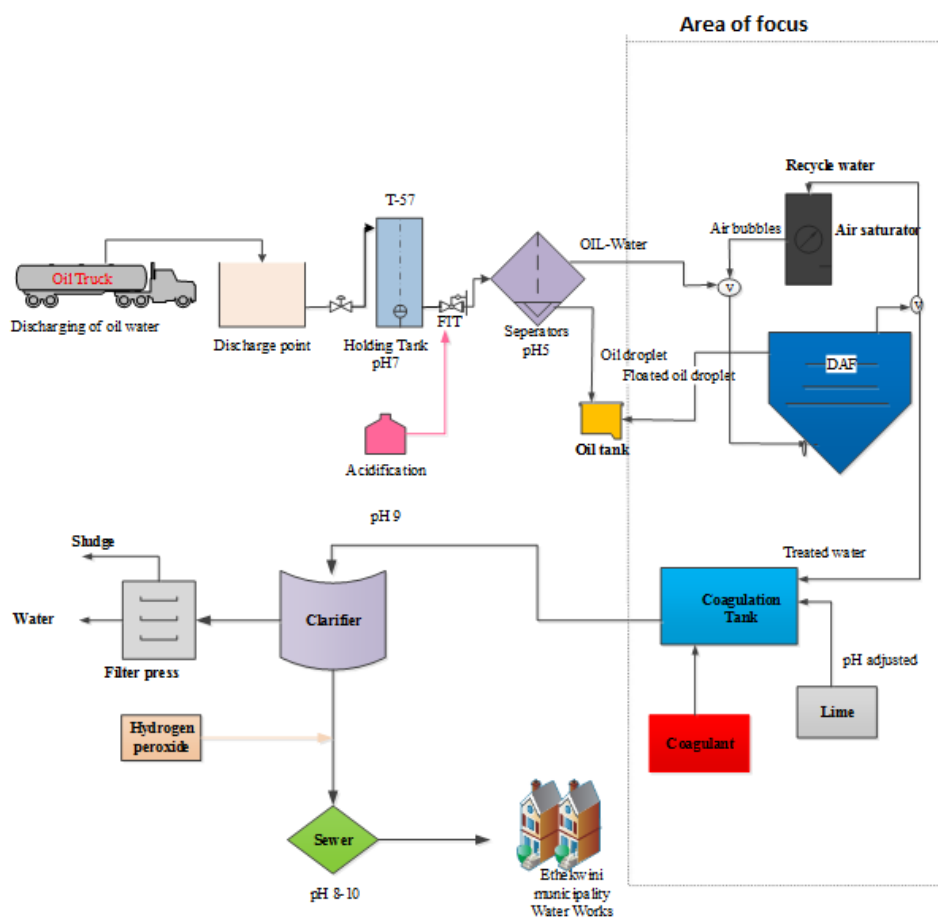 Area of focus
Recycle water
T-57
Air bubbles
Air saturator
OIL-Water
V
Oil Truck
V
FIT
Discharging of oil water
Discharge point
Holding Tank
pH7
Seperators
pH5
Oil droplet
Floated oil droplet
DAF
Oil tank
Acidification
pH 9
Sludge
Treated water
Water
Clarifier
Coagulation
Tank
Filter press
pH adjusted
Hydrogen
peroxide
Coagulant
Lime
Sewer
pH 8-10
Ethekwini
municipality
Water Works